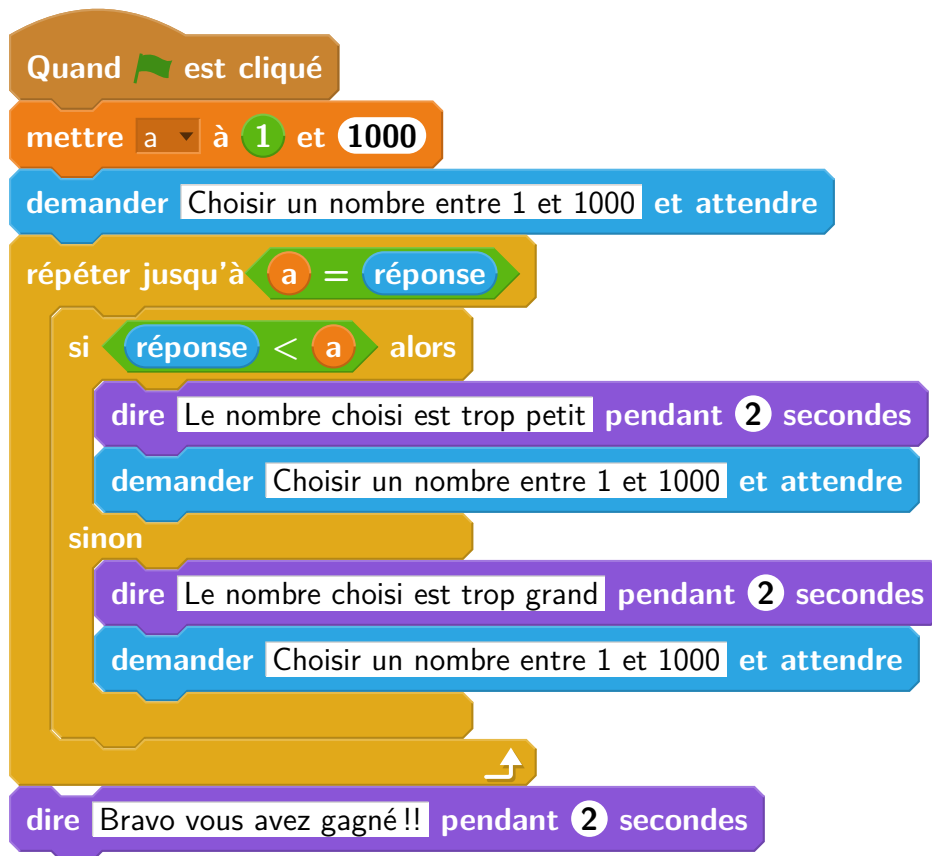 Quand est cliqué
mettre a à 1 et 1000
demander Choisir un nombre entre 1 et 1000 et attendre
répéter jusqu'à a = réponse
si réponse < a alors
dire Le nombre choisi est trop petit pendant 2 secondes
demander Choisir un nombre entre 1 et 1000 et attendre
sinon
dire Le nombre choisi est trop grand pendant 2 secondes
demander Choisir un nombre entre 1 et 1000 et attendre
dire Bravo vous avez gagné !! pendant 2 secondes